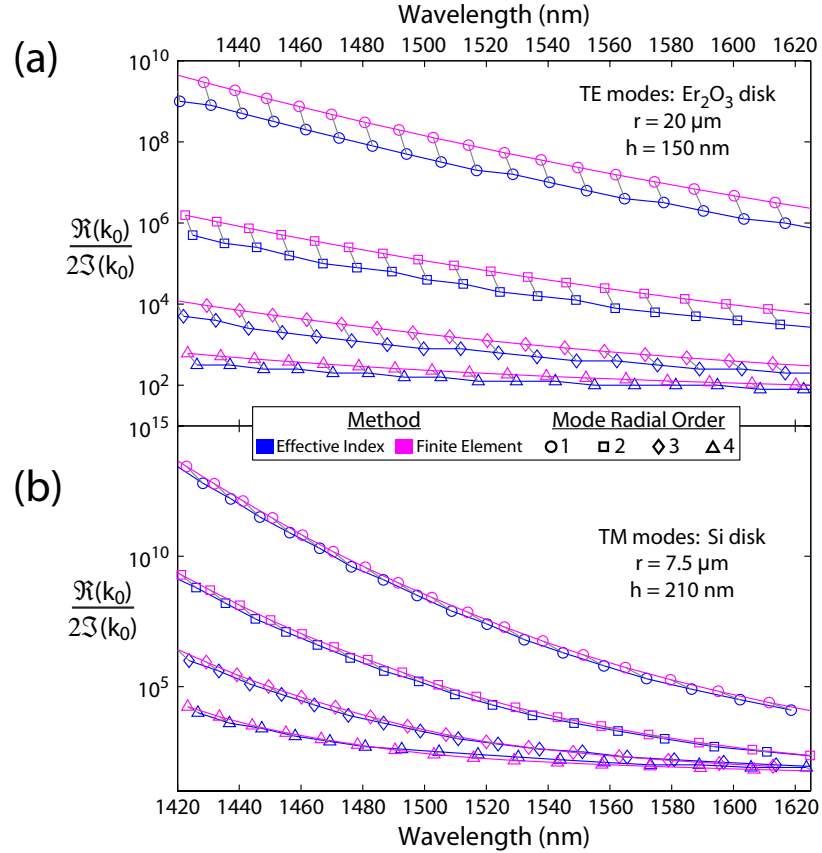 Wavelength (nm)
1440 1460 1480 1500 1520 1540 1560 1580 1600 1620
(a)
10^10
TE modes: Er₂O₃ disk
r = 20 μm
h = 150 nm
10^8
10^6
ℜ(k₀)
2ℑ(k₀)
10^4
10^2
10^15
Method Mode Radial Order
Effective Index Finite Element 1 2 3 4
(b)
TM modes: Si disk
r = 7.5 μm
h = 210 nm
10^10
ℜ(k₀)
2ℑ(k₀)
10^5
1420 1440 1460 1480 1500 1520 1540 1560 1580 1600 1620
Wavelength (nm)